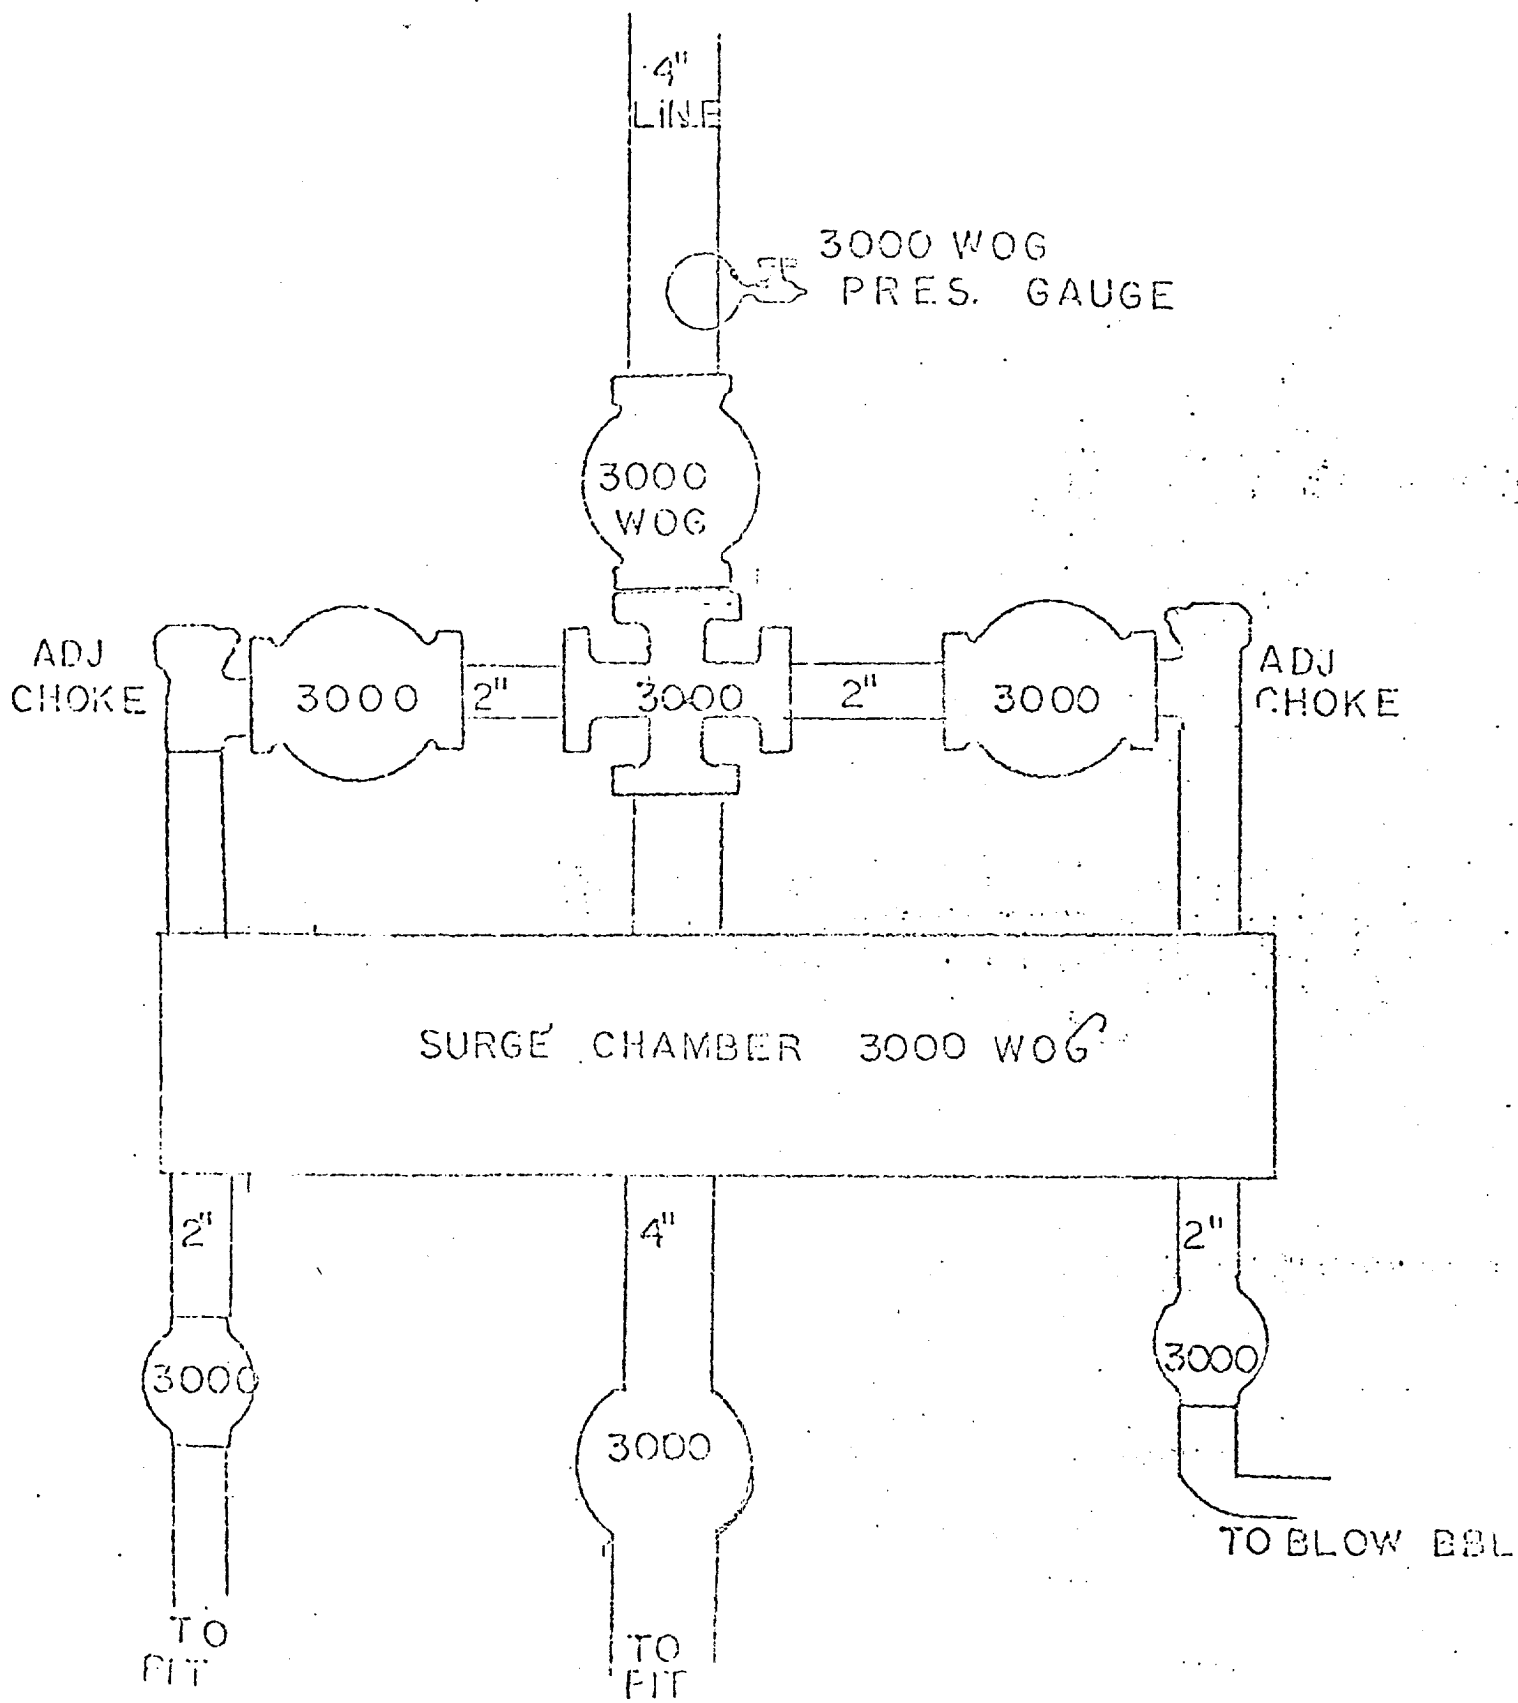 4"
LINE
3000 WOG
PRES. GAUGE
3000
WOG
ADJ
CHOKE
3000
2"
3000
2"
3000
ADJ
CHOKE
SURGE CHAMBER 3000 WOG
2"
4"
2"
3000
3000
3000
TO BLOW BBL
TO
PIT
TO
PIT